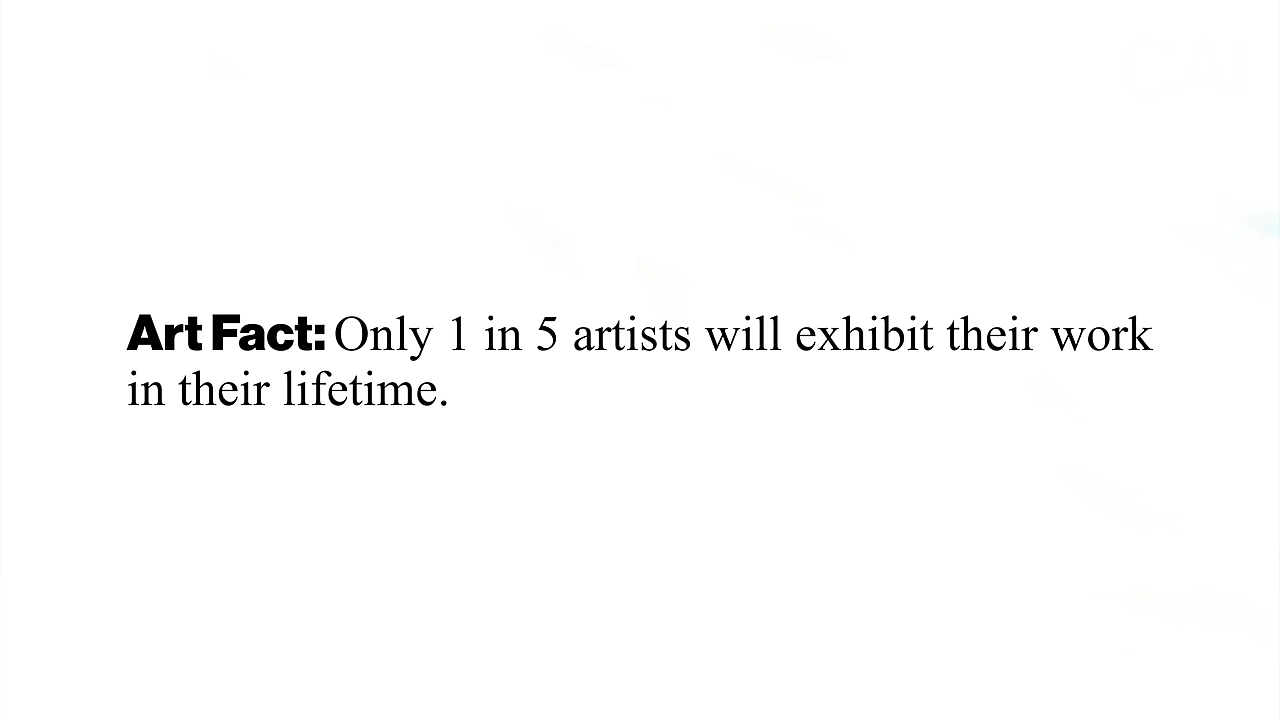 Art Fact: Only 1 in 5 artists will exhibit their work
in their lifetime.